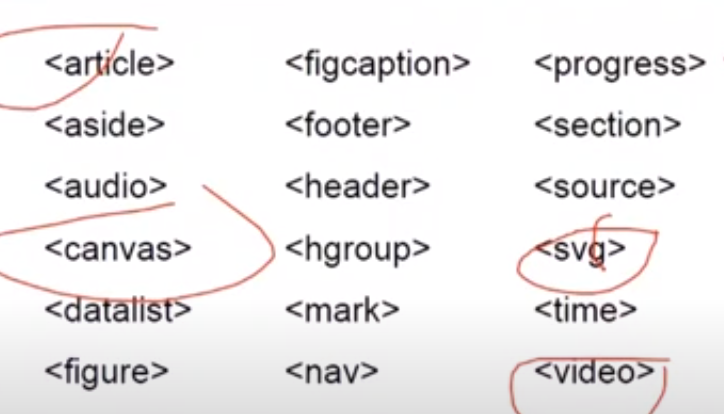 <article> <figcaption> <progress>
<aside> <footer> <section>
<audio> <header> <source>
<canvas> <hgroup> <svg>
<datalist> <mark> <time>
<figure> <nav> <video>